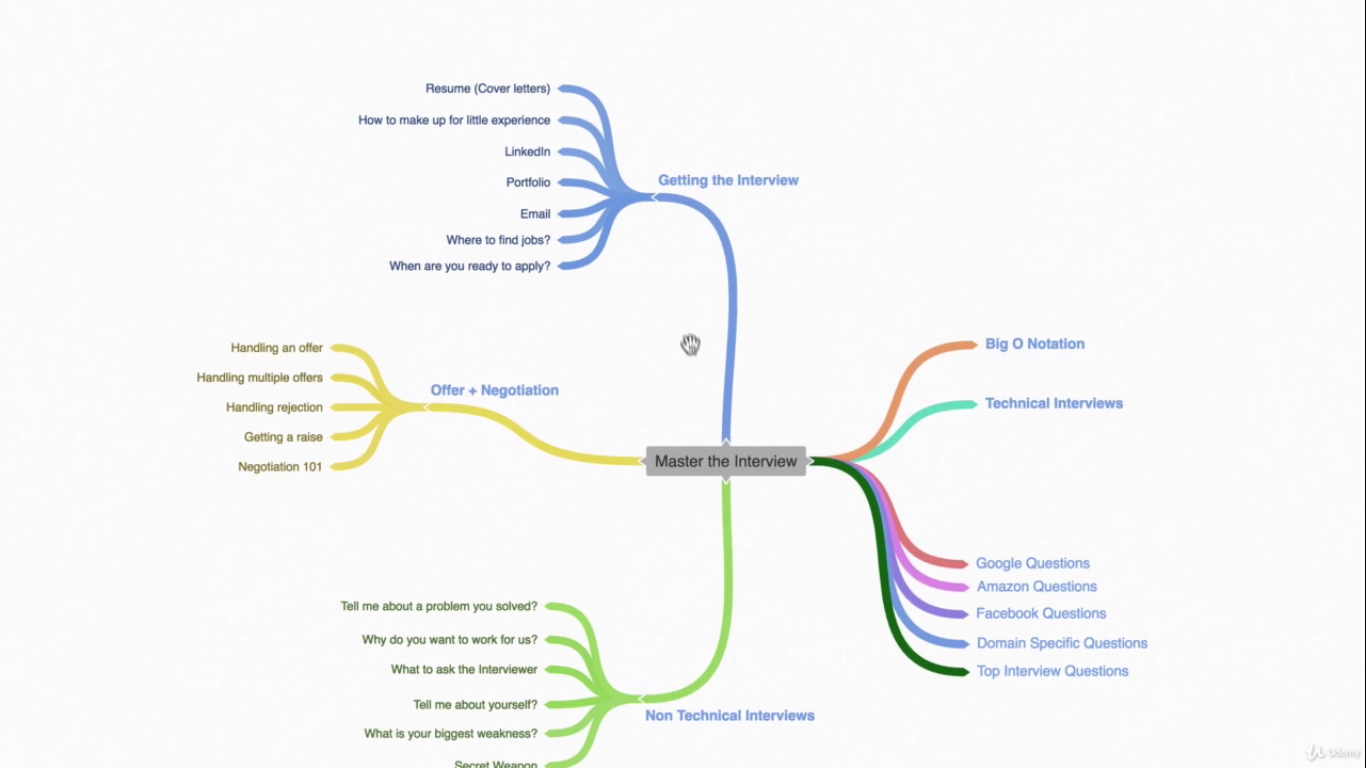 Resume (Cover letters)
How to make up for little experience
LinkedIn
Portfolio
Email
Where to find jobs?
When are you ready to apply?
Getting the Interview
Handling an offer
Handling multiple offers
Handling rejection
Getting a raise
Negotiation 101
Offer + Negotiation
Master the Interview
Big O Notation
Technical Interviews
Google Questions
Amazon Questions
Facebook Questions
Domain Specific Questions
Top Interview Questions
Tell me about a problem you solved?
Why do you want to work for us?
What to ask the Interviewer
Tell me about yourself?
What is your biggest weakness?
Secret Weapon
Non Technical Interviews
Udemy